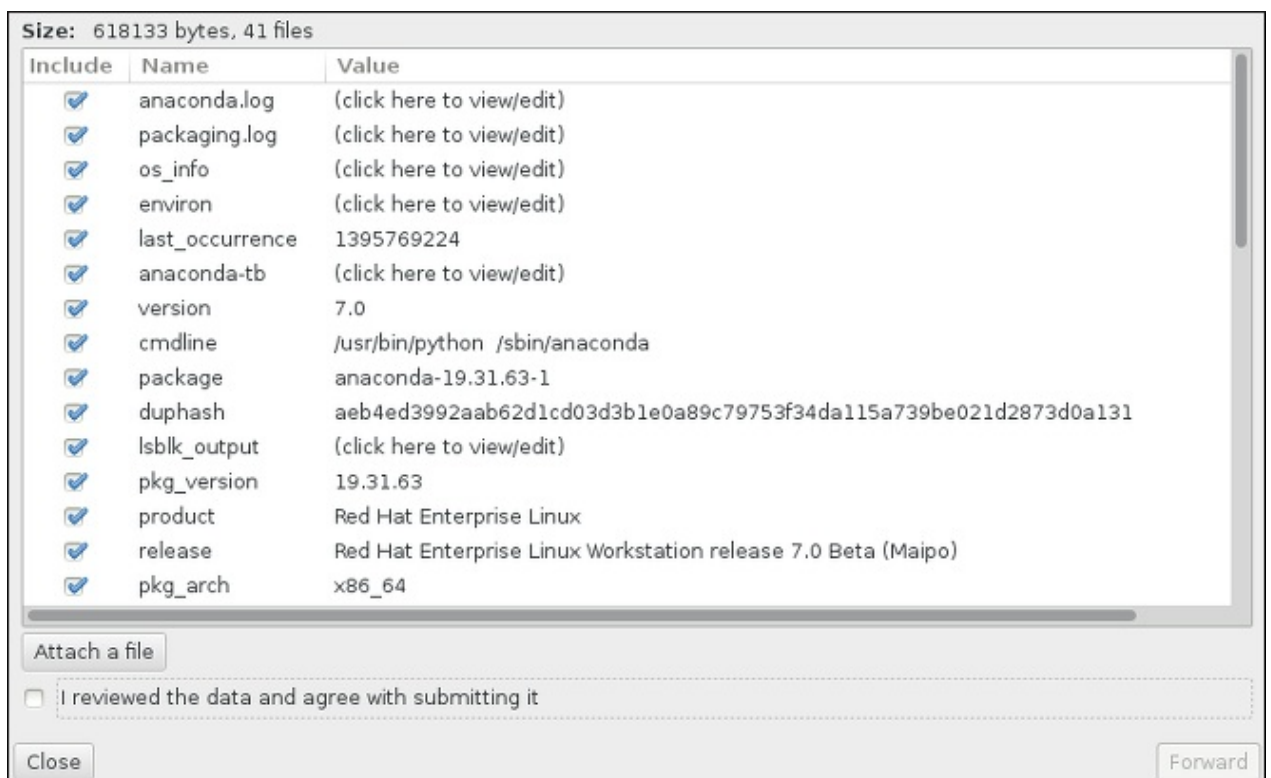 Size: 618133 bytes, 41 files
Include Name Value
anaconda.log (click here to view/edit)
packaging.log (click here to view/edit)
os_info (click here to view/edit)
environ (click here to view/edit)
last_occurrence 1395769224
anaconda-tb (click here to view/edit)
version 7.0
cmdline /usr/bin/python /sbin/anaconda
package anaconda-19.31.63-1
duphash aeb4ed3992aab62d1cd03d3b1e0a89c79753f34da115a739be021d2873d0a131
lsblk_output (click here to view/edit)
pkg_version 19.31.63
product Red Hat Enterprise Linux
release Red Hat Enterprise Linux Workstation release 7.0 Beta (Maipo)
pkg_arch x86_64
Attach a file
I reviewed the data and agree with submitting it
Close Forward